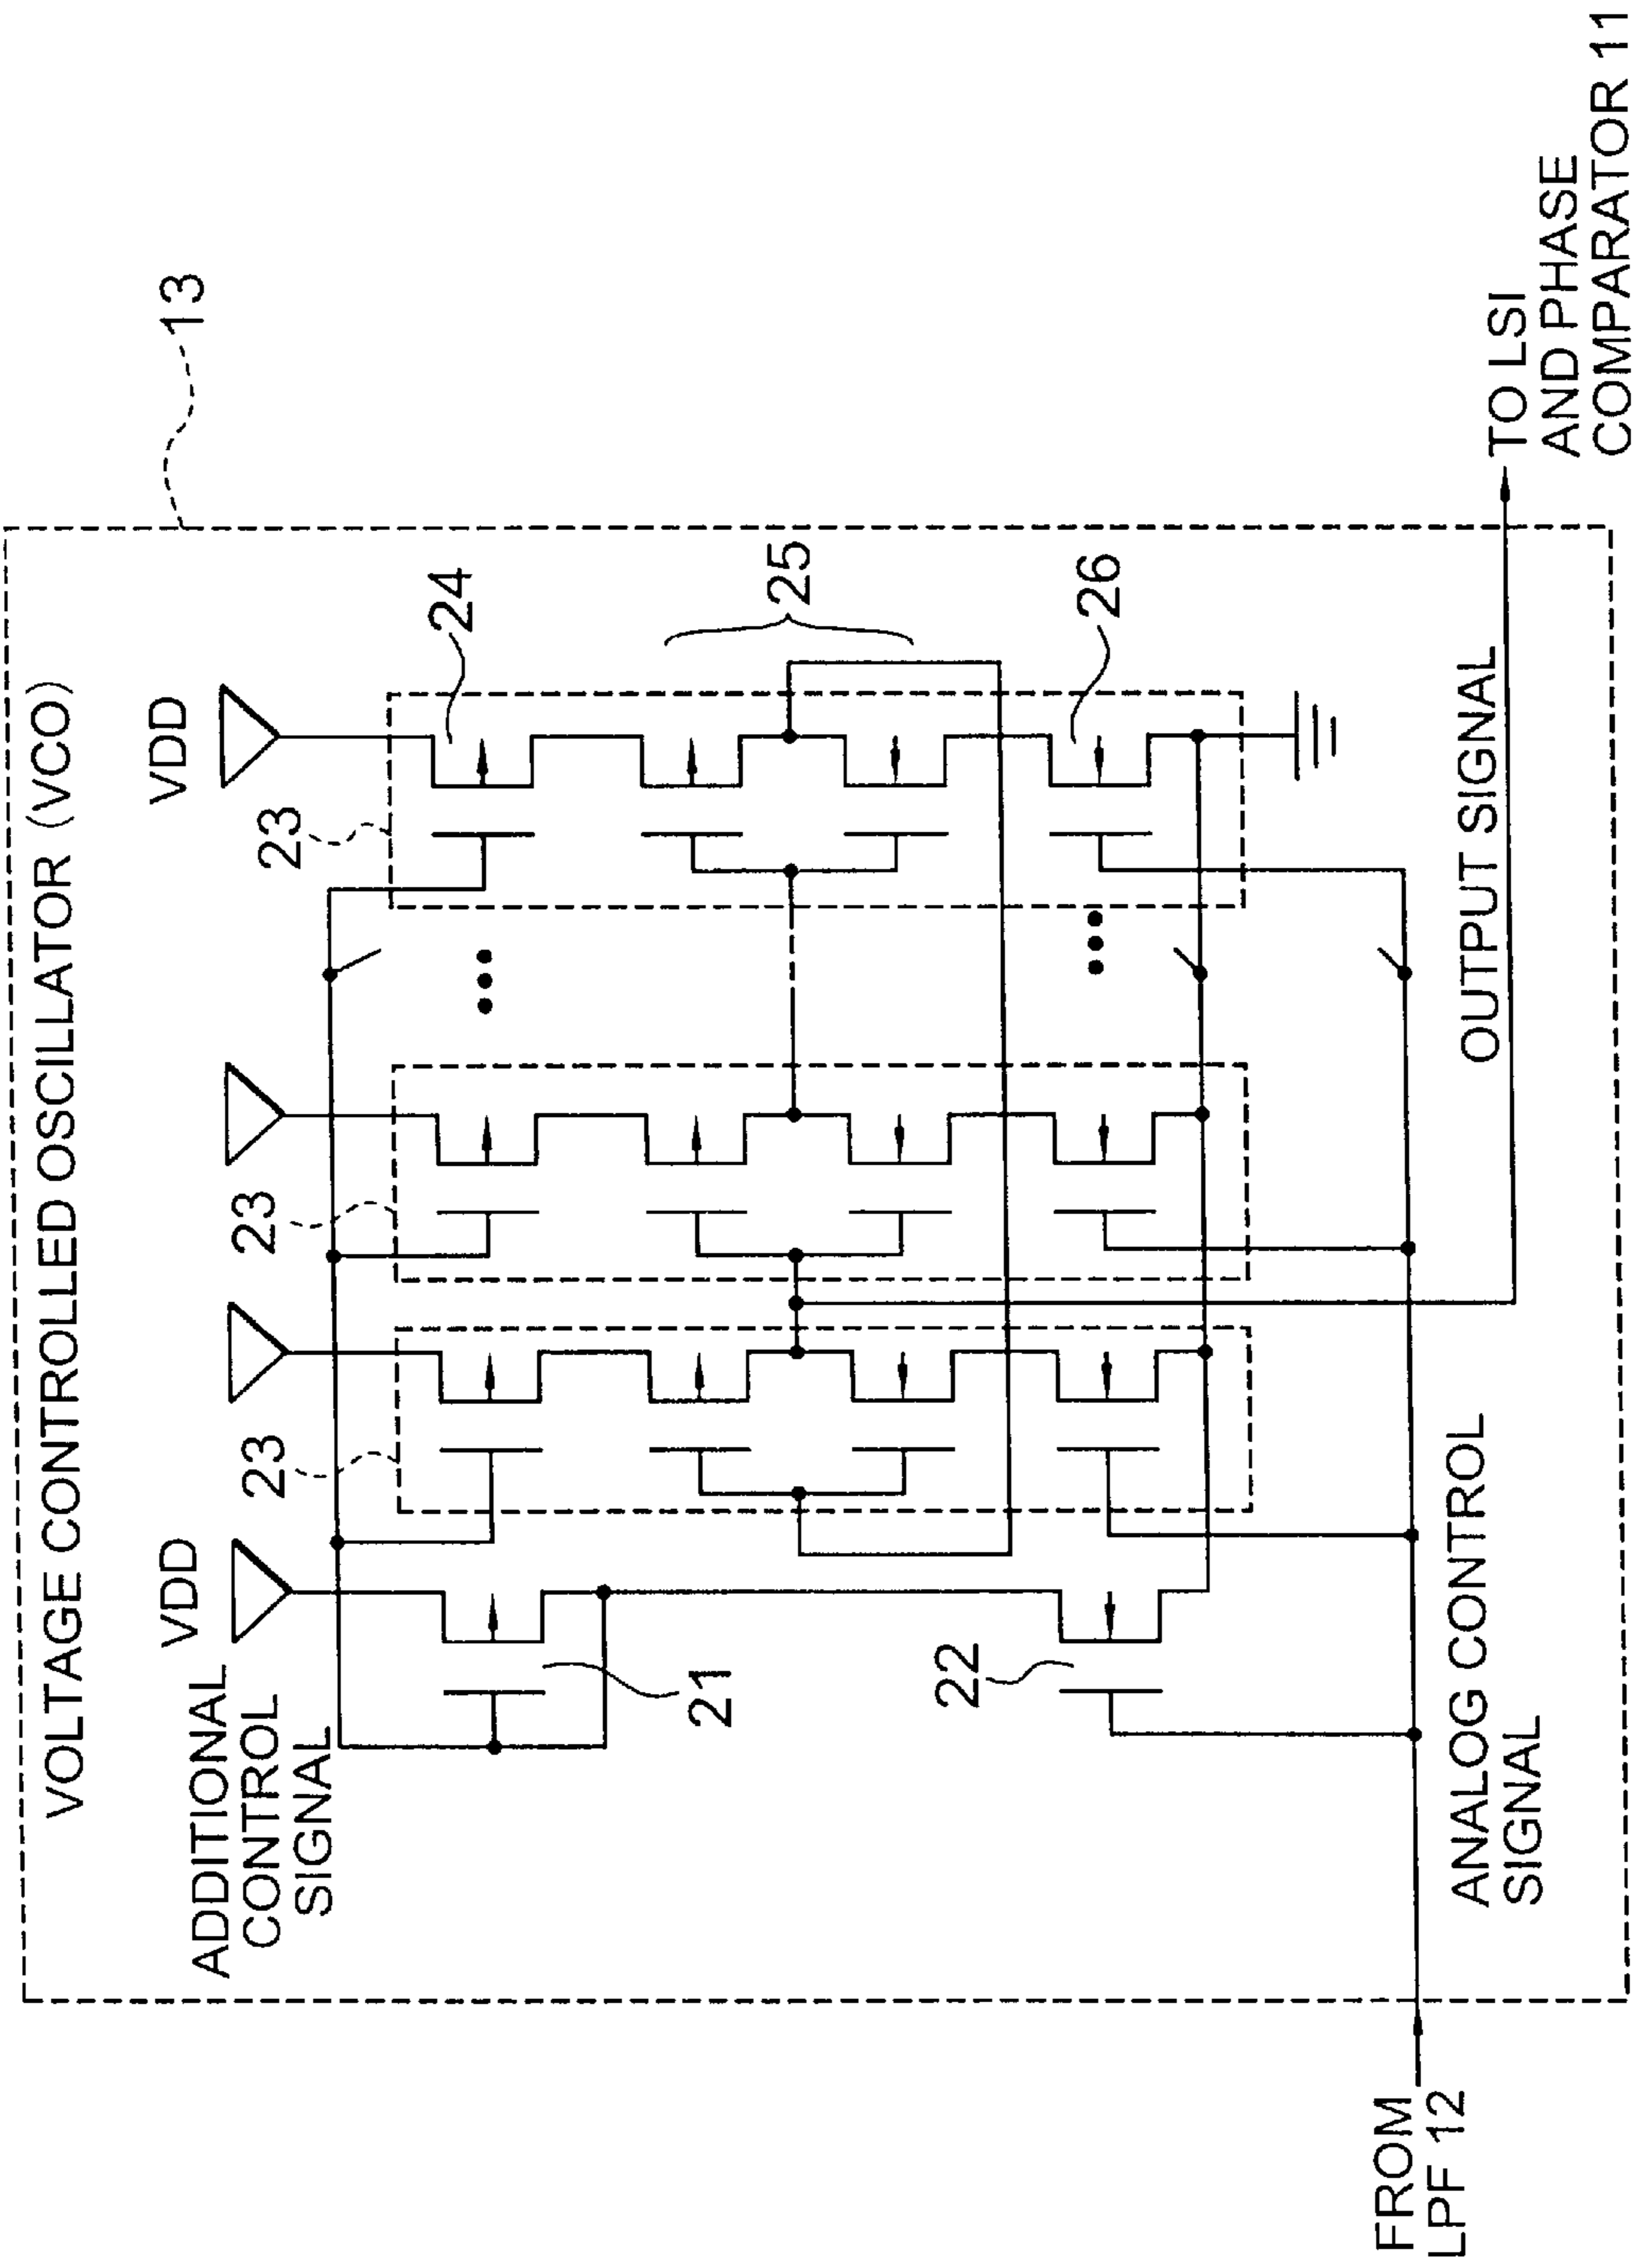 VOLTAGE CONTROLLED OSCILLATOR (VCO)
13
ADDITIONAL
CONTROL
SIGNAL
VDD
VDD
23
23
23
24
21
25
22
26
ANALOG CONTROL
SIGNAL
OUTPUT SIGNAL
FROM
LPF 12
TO LSI
AND PHASE
COMPARATOR 11